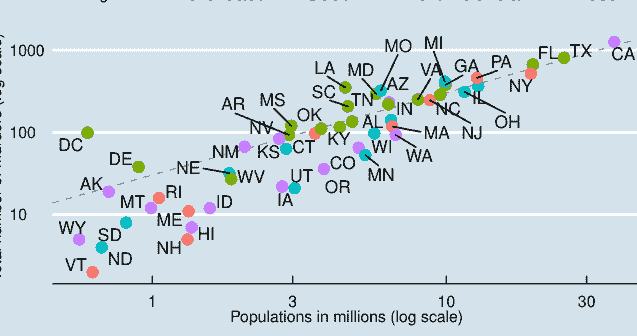 1000
100
10
(log scale)
MO
MI
FL
TX
CA
LA
MD
AZ
VA
GA
PA
SC
TN
NY
AR
MS
OK
IN
NC
IL
OH
NV
AL
NJ
DC
KY
MA
NM
KS
CT
WI
WA
DE
NE
WV
CO
MN
AK
RI
UT
OR
MT
ID
IA
ME
WY
SD
HI
NH
VT
ND
1
3
10
30
Populations in millions (log scale)